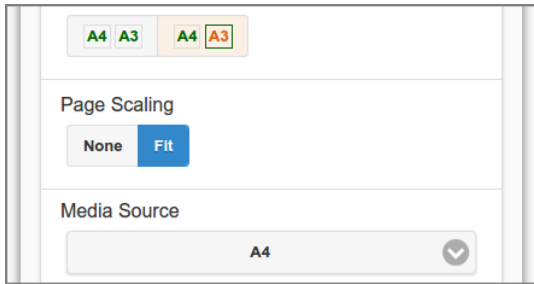 A4 A3 A4 A3
Page Scaling
None Fit
Media Source
A4